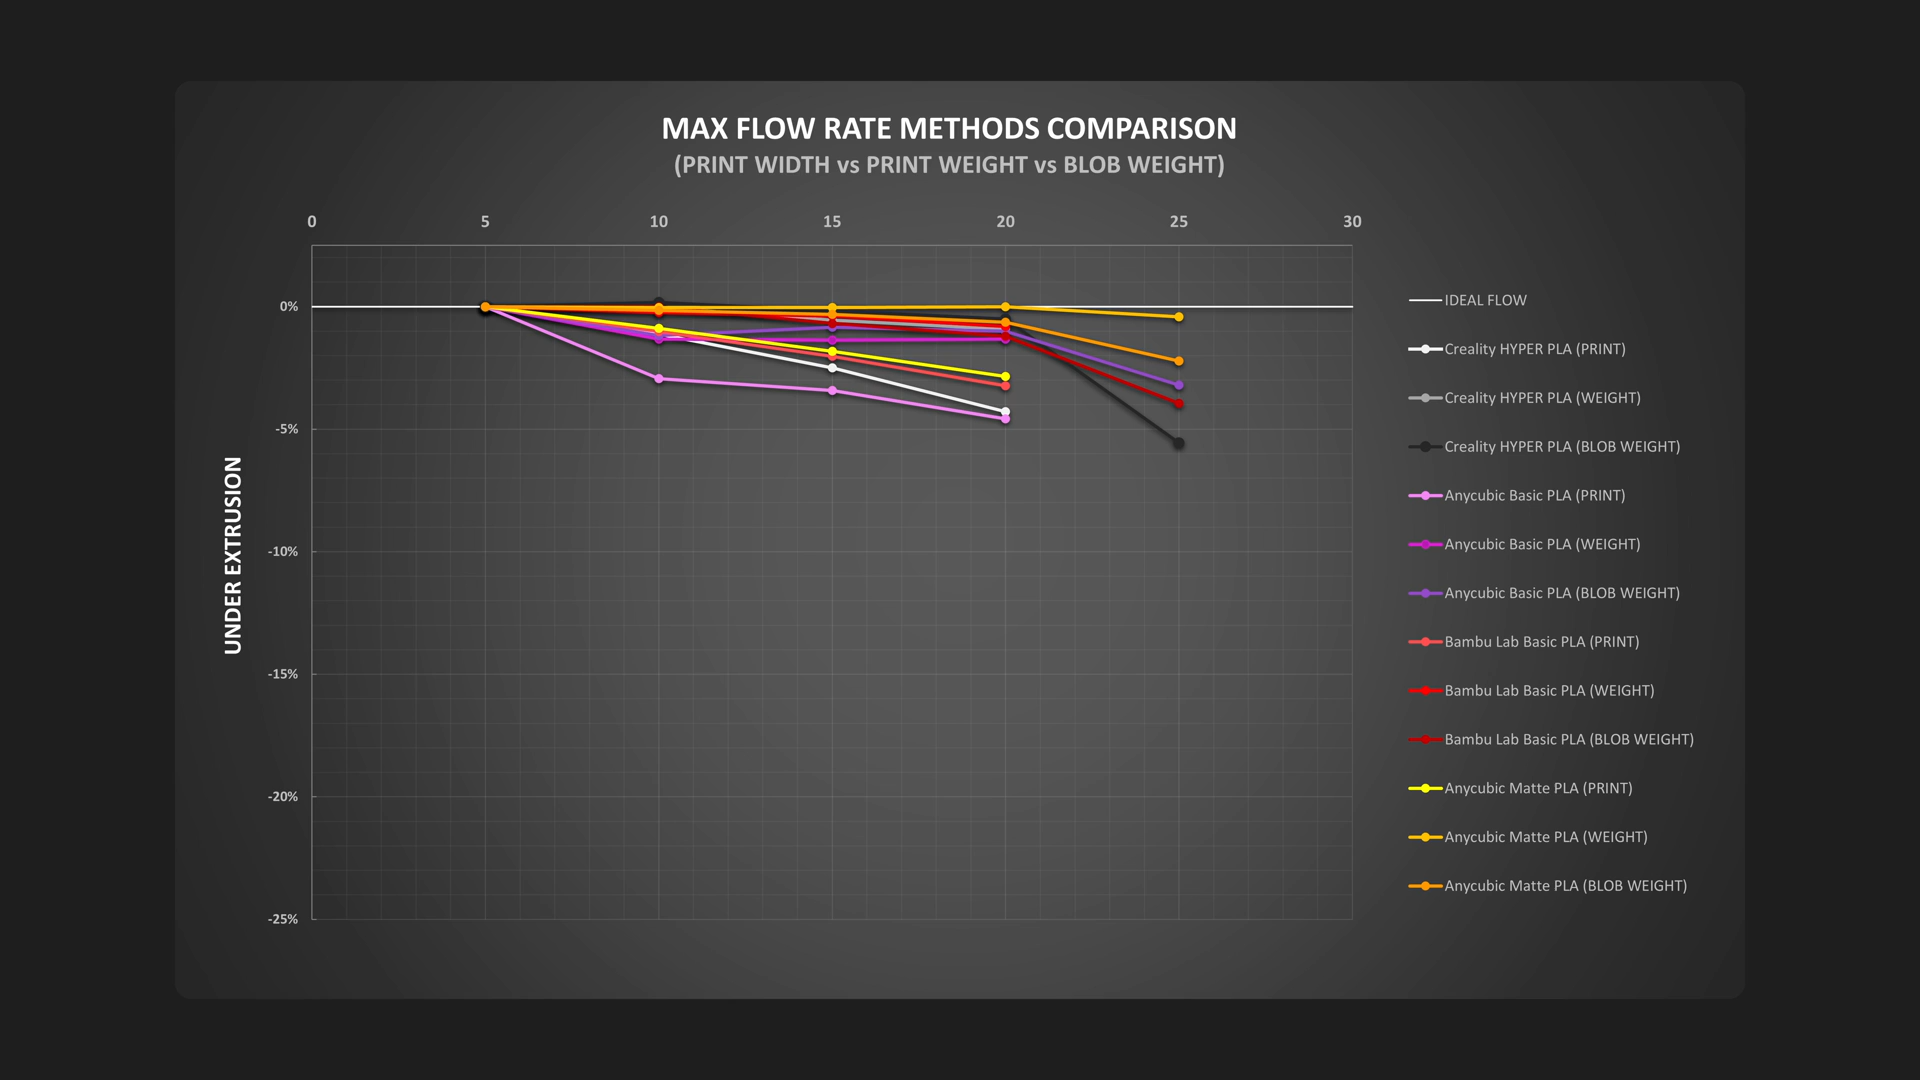 MAX FLOW RATE METHODS COMPARISON
(PRINT WIDTH vs PRINT WEIGHT vs BLOB WEIGHT)
0 5 10 15 20 25 30
0%
-5%
-10%
-15%
-20%
-25%
UNDER EXTRUSION
IDEAL FLOW
Creality HYPER PLA (PRINT)
Creality HYPER PLA (WEIGHT)
Creality HYPER PLA (BLOB WEIGHT)
Anycubic Basic PLA (PRINT)
Anycubic Basic PLA (WEIGHT)
Anycubic Basic PLA (BLOB WEIGHT)
Bambu Lab Basic PLA (PRINT)
Bambu Lab Basic PLA (WEIGHT)
Bambu Lab Basic PLA (BLOB WEIGHT)
Anycubic Matte PLA (PRINT)
Anycubic Matte PLA (WEIGHT)
Anycubic Matte PLA (BLOB WEIGHT)